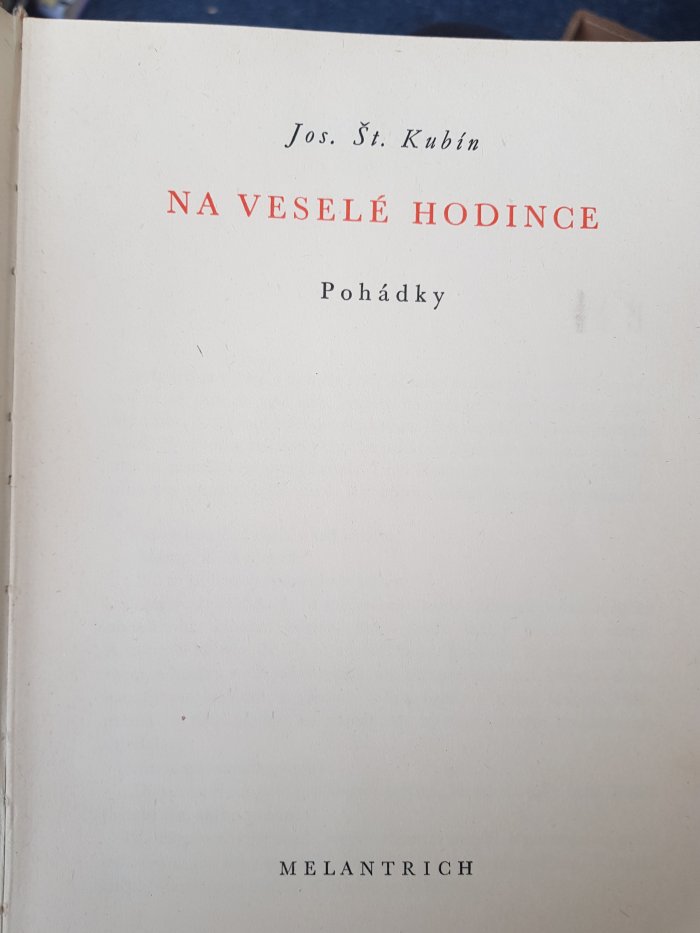 Jos. Št. Kubín
NA VESELÉ HODINCE
Pohádky
MELANTRICH